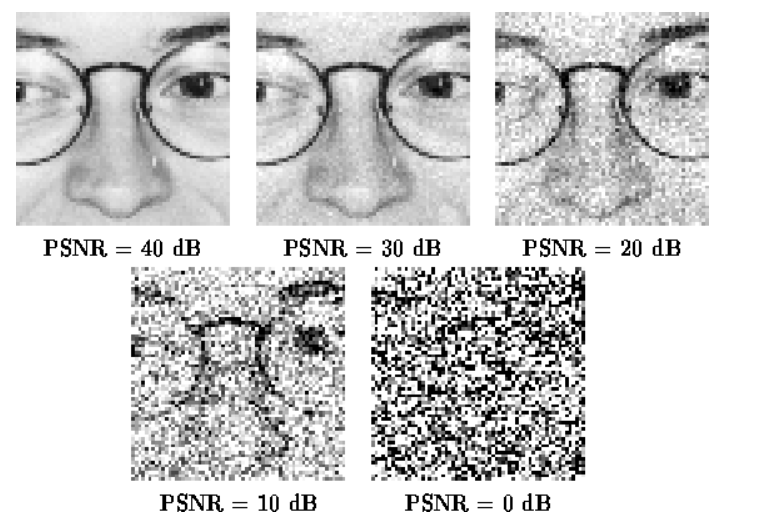 PSNR = 40 dB
PSNR = 30 dB
PSNR = 20 dB
PSNR = 10 dB
PSNR = 0 dB